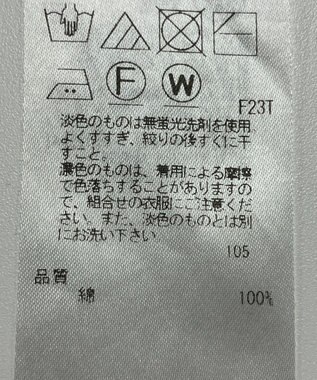 F W
F23T
淡色のものは無蛍光洗剤を使用
よくすすぎ、絞りの後すぐに干
すこと。
濃色のものは、着用による摩擦
で色落ちすることがありますの
で、組合せの衣服にご注意くだ
さい。また、淡色のものとは別
にお洗い下さい。
105
品質
綿 100%